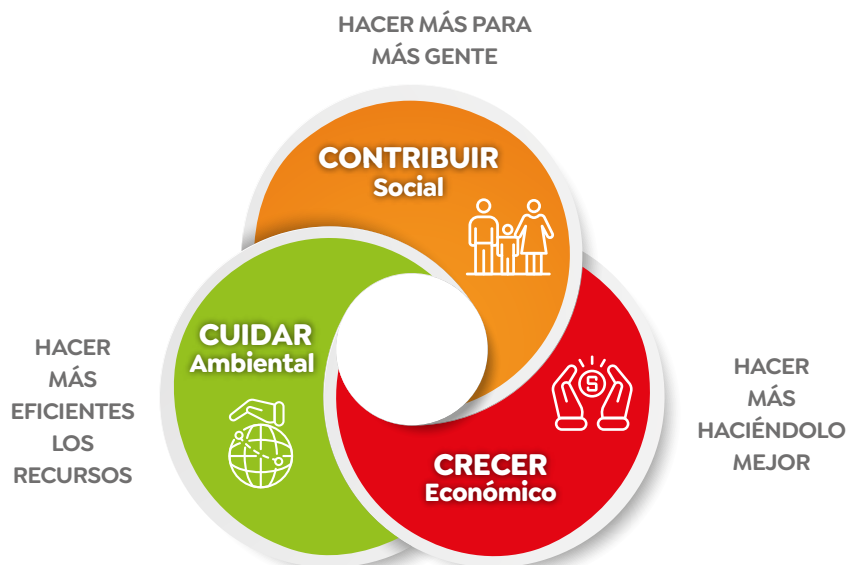 HACER MÁS PARA
MÁS GENTE
CONTRIBUIR
Social
CUIDAR
Ambiental
HACER
MÁS
EFICIENTES
LOS
RECURSOS
HACER
MÁS
HACIÉNDOLO
MEJOR
CRECER
Económico